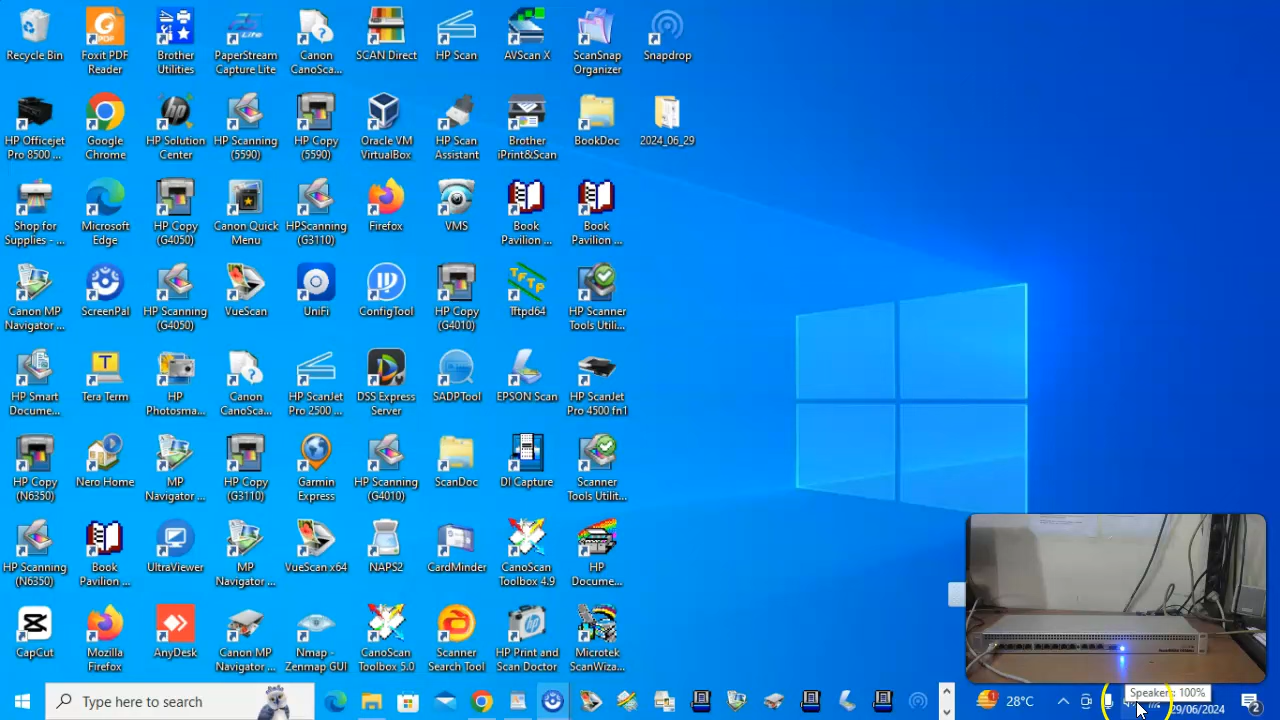 Recycle Bin
Foxit PDF
Reader
Brother
Utilities
PaperStream
Capture Lite
Canon
CanoSca...
SCAN Direct
HP Scan
AVScan X
ScanSnap
Organizer
Snapdrop
HP Officejet
Pro 8500 ...
Google
Chrome
HP Solution
Center
HP Scanning
(5590)
HP Copy
(5590)
Oracle VM
VirtualBox
HP Scan
Assistant
Brother
iPrint&Scan
BookDoc
2024_06_29
Shop for
Supplies - ...
Microsoft
Edge
HP Copy
(G4050)
Canon Quick
Menu
HPScanning
(G3110)
Firefox
VMS
Book
Pavilion ...
Book
Pavilion ...
Canon MP
Navigator ...
ScreenPal
HP Scanning
(G4050)
VueScan
UniFi
ConfigTool
HP Copy
(G4010)
Tftpd64
HP Scanner
Tools Utili...
HP Smart
Docume...
Tera Term
HP
Photosma...
Canon
CanoSca...
HP ScanJet
Pro 2500 ...
DSS Express
Server
SADPTool
EPSON Scan
HP ScanJet
Pro 4500 fn1
HP Copy
(N6350)
Nero Home
MP
Navigator ...
HP Copy
(G3110)
Garmin
Express
HP Scanning
(G4010)
ScanDoc
DI Capture
Scanner
Tools Utilit...
HP Scanning
(N6350)
Book
Pavilion ...
UltraViewer
MP
Navigator ...
VueScan x64
NAPS2
CardMinder
CanoScan
Toolbox 4.9
HP
Docume...
CapCut
Mozilla
Firefox
AnyDesk
Canon MP
Navigator ...
Nmap -
Zenmap GUI
CanoScan
Toolbox 5.0
Scanner
Search Tool
HP Print and
Scan Doctor
Microtek
ScanWiza...
Speakers: 100%
Type here to search
28°C
29/06/2024
2